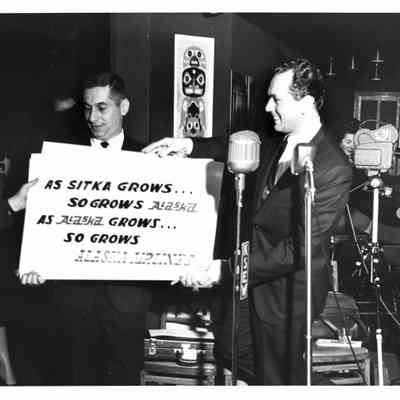 AS SITKA GROWS...
SO GROWS Alaska
AS Alaska GROWS...
SO GROWS
ALASKA AIRLINES